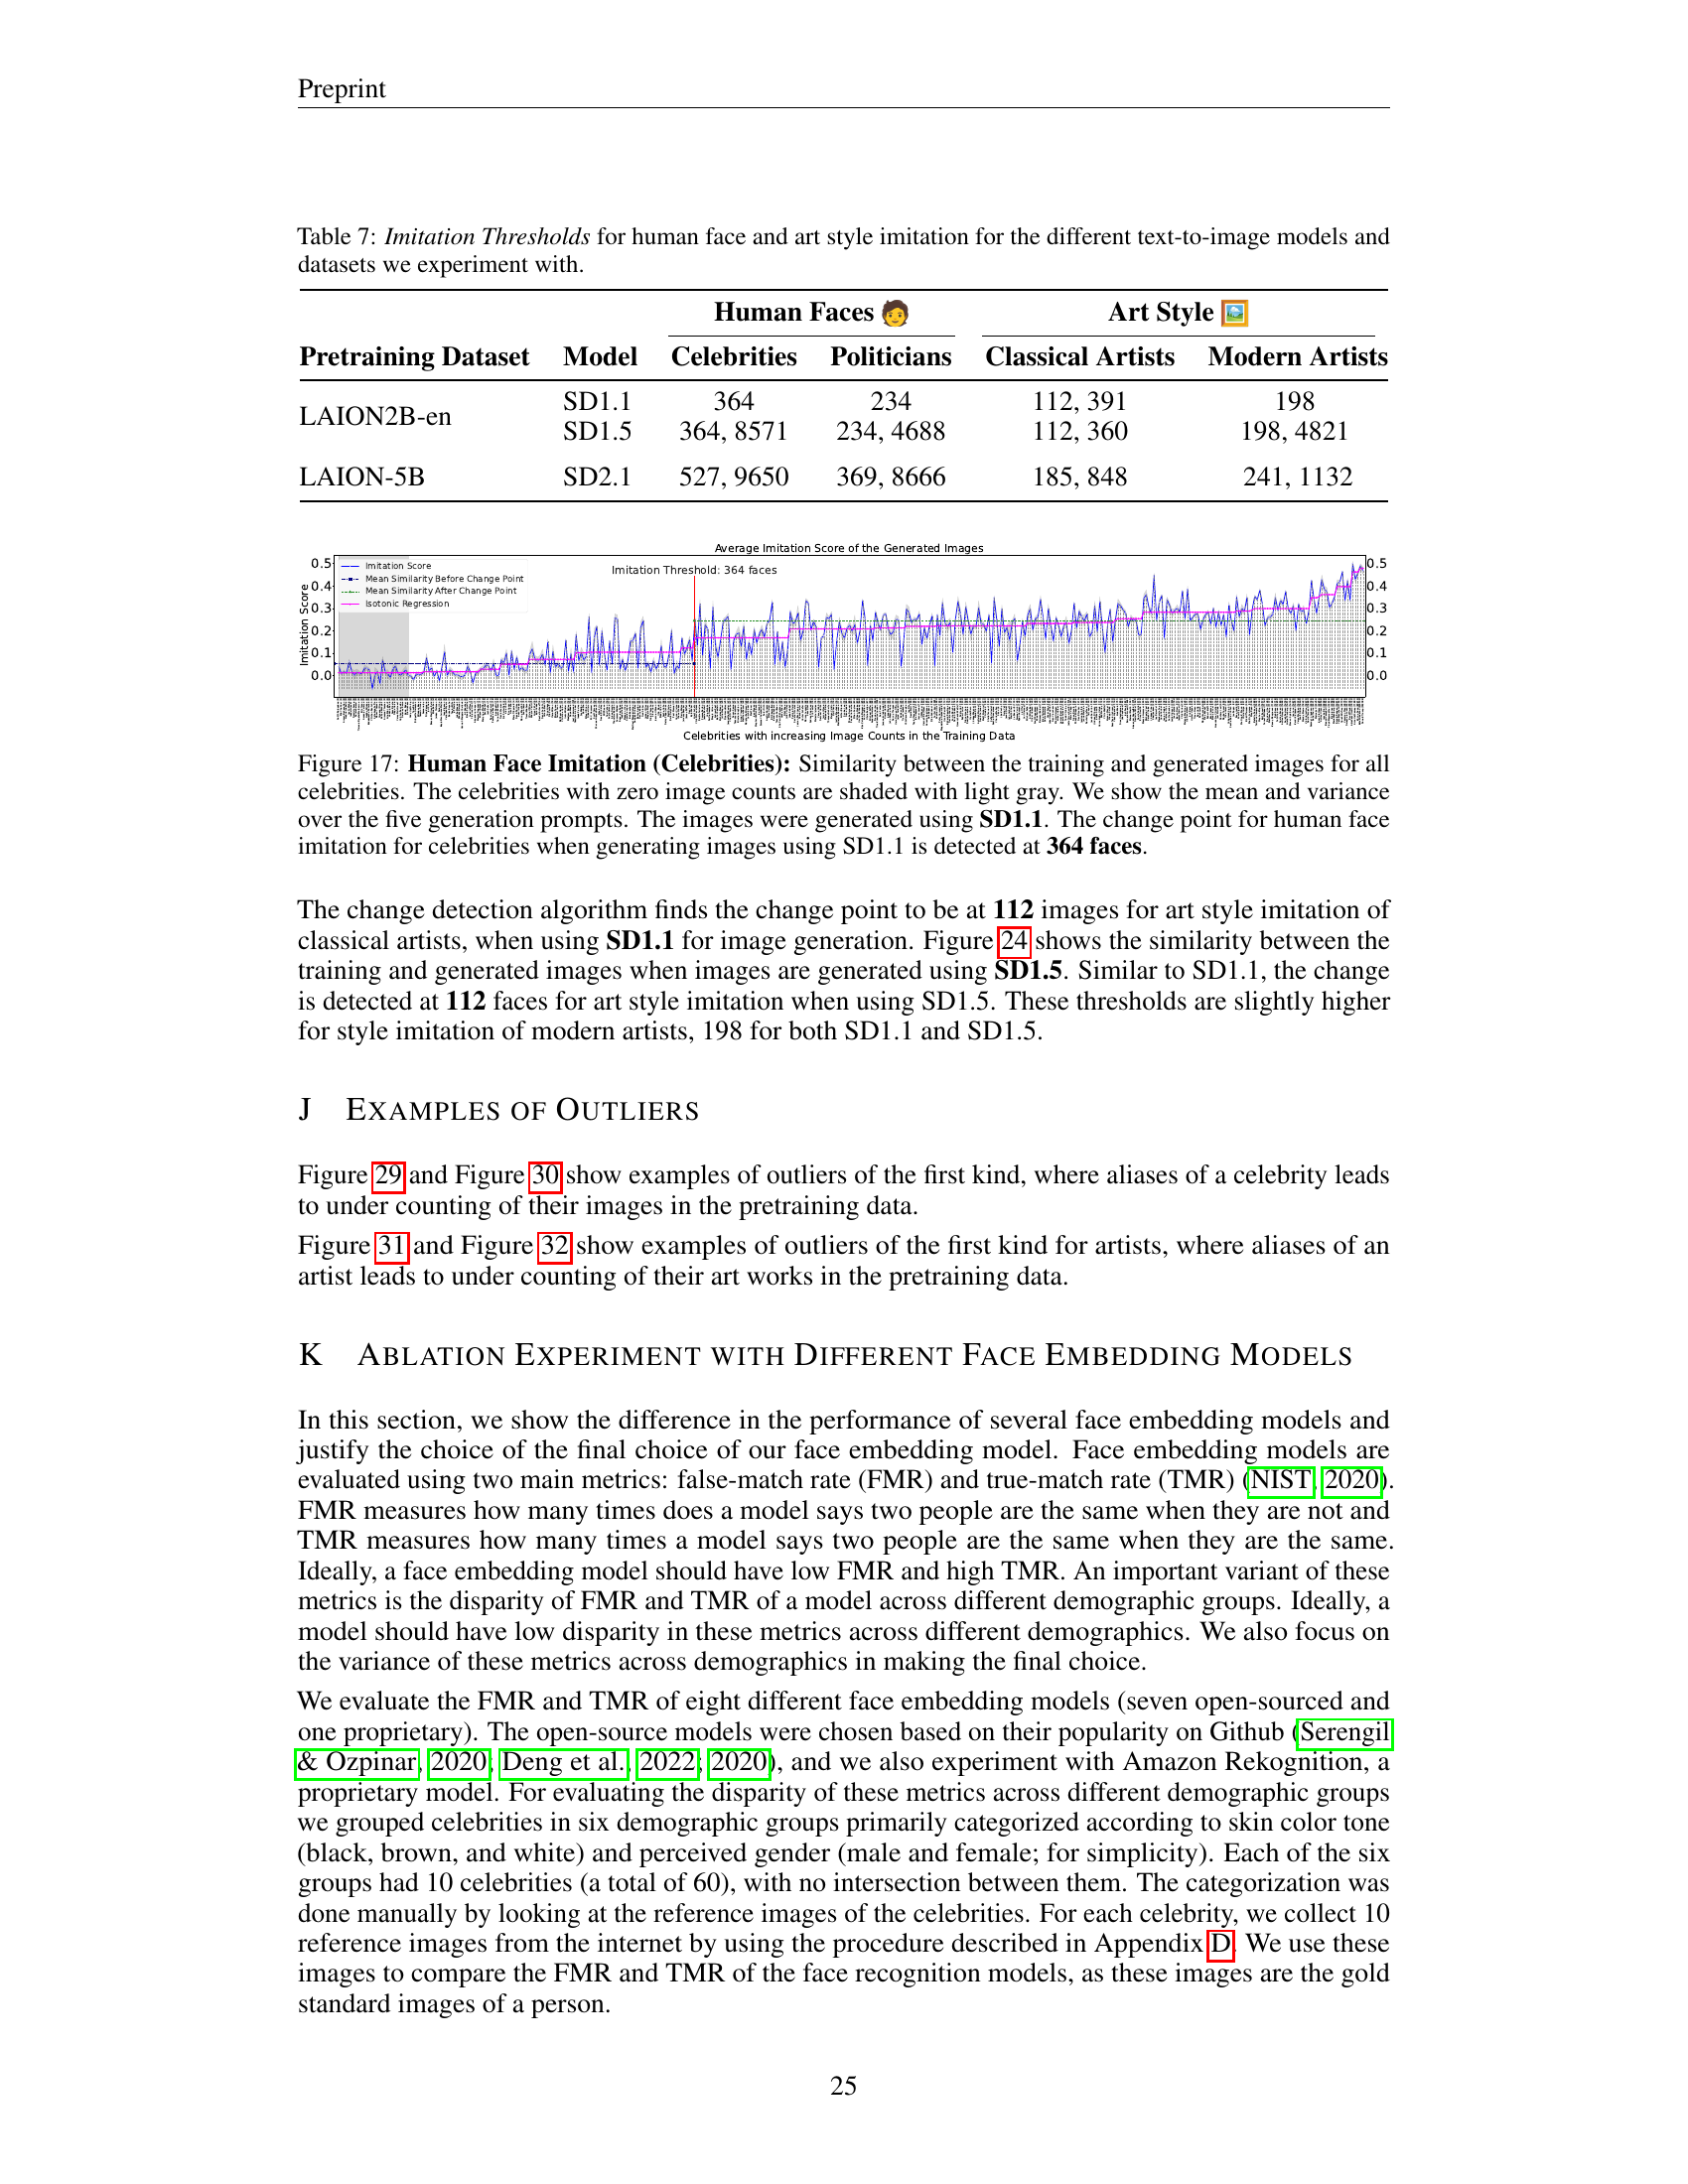 Preprint
Table 7: Imitation Thresholds for human face and art style imitation for the different text-to-image models and
datasets we experiment with.
Human Faces Art Style
Pretraining Dataset Model Celebrities Politicians Classical Artists Modern Artists
LAION2B-en
SD1.1 364 234 112, 391 198
SD1.5 364, 8571 234, 4688 112, 360 198, 4821
LAION-5B SD2.1 527, 9650 369, 8666 185, 848 241, 1132
Average Imitation Score of the Generated Images
Imitation Threshold: 364 faces
Imitation Score
Mean Similarity Before Change Point
Mean Similarity After Change Point
Isotonic Regression
Imitation Score
0.5
0.4
0.3
0.2
0.1
0.0
0.5
0.4
0.3
0.2
0.1
0.0
Celebrities with increasing Image Counts in the Training Data
Figure 17: Human Face Imitation (Celebrities): Similarity between the training and generated images for all
celebrities. The celebrities with zero image counts are shaded with light gray. We show the mean and variance
over the five generation prompts. The images were generated using SD1.1. The change point for human face
imitation for celebrities when generating images using SD1.1 is detected at 364 faces.
The change detection algorithm finds the change point to be at 112 images for art style imitation of
classical artists, when using SD1.1 for image generation. Figure 24 shows the similarity between the
training and generated images when images are generated using SD1.5. Similar to SD1.1, the change
is detected at 112 faces for art style imitation when using SD1.5. These thresholds are slightly higher
for style imitation of modern artists, 198 for both SD1.1 and SD1.5.
J EXAMPLES OF OUTLIERS
Figure 29 and Figure 30 show examples of outliers of the first kind, where aliases of a celebrity leads
to under counting of their images in the pretraining data.
Figure 31 and Figure 32 show examples of outliers of the first kind for artists, where aliases of an
artist leads to under counting of their art works in the pretraining data.
K ABLATION EXPERIMENT WITH DIFFERENT FACE EMBEDDING MODELS
In this section, we show the difference in the performance of several face embedding models and
justify the choice of the final choice of our face embedding model. Face embedding models are
evaluated using two main metrics: false-match rate (FMR) and true-match rate (TMR) (NIST, 2020).
FMR measures how many times does a model says two people are the same when they are not and
TMR measures how many times a model says two people are the same when they are the same.
Ideally, a face embedding model should have low FMR and high TMR. An important variant of these
metrics is the disparity of FMR and TMR of a model across different demographic groups. Ideally, a
model should have low disparity in these metrics across different demographics. We also focus on
the variance of these metrics across demographics in making the final choice.
We evaluate the FMR and TMR of eight different face embedding models (seven open-sourced and
one proprietary). The open-source models were chosen based on their popularity on Github (Serengil
& Ozpinar, 2020; Deng et al., 2022; 2020), and we also experiment with Amazon Rekognition, a
proprietary model. For evaluating the disparity of these metrics across different demographic groups
we grouped celebrities in six demographic groups primarily categorized according to skin color tone
(black, brown, and white) and perceived gender (male and female; for simplicity). Each of the six
groups had 10 celebrities (a total of 60), with no intersection between them. The categorization was
done manually by looking at the reference images of the celebrities. For each celebrity, we collect 10
reference images from the internet by using the procedure described in Appendix D. We use these
images to compare the FMR and TMR of the face recognition models, as these images are the gold
standard images of a person.
25